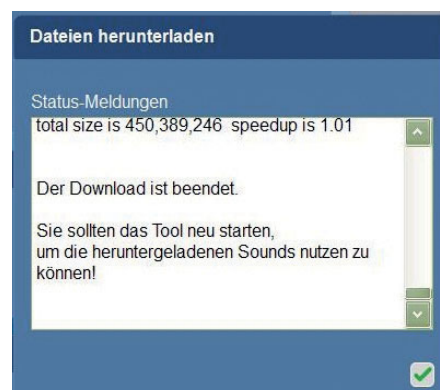 Dateien herunterladen
Status-Meldungen
total size is 450,389,246 speedup is 1.01
Der Download ist beendet.
Sie sollten das Tool neu starten,
um die heruntergeladenen Sounds nutzen zu
können!